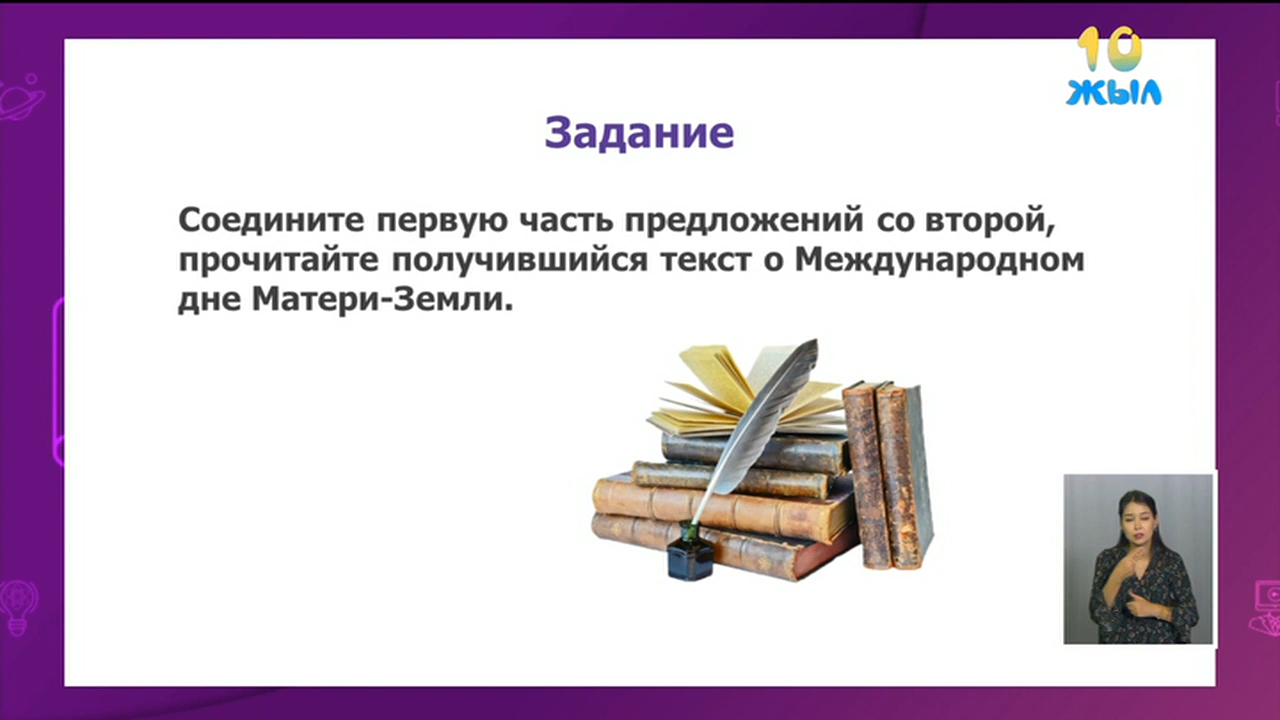 10
жыл
Задание
Соедините первую часть предложений со второй,
прочитайте получившийся текст о Международном
дне Матери-Земли.